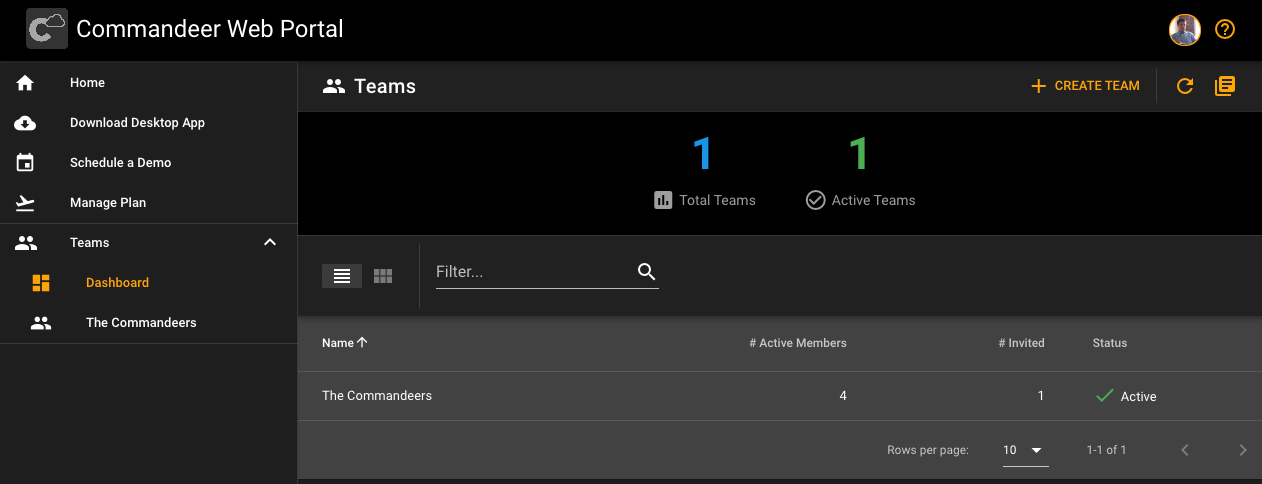 Commandeer Web Portal
Home
Download Desktop App
Schedule a Demo
Manage Plan
Teams
Dashboard
The Commandeers
Teams
CREATE TEAM
1 1
Total Teams Active Teams
Filter...
Name # Active Members # Invited Status
The Commandeers 4 1 Active
Rows per page: 10 1-1 of 1